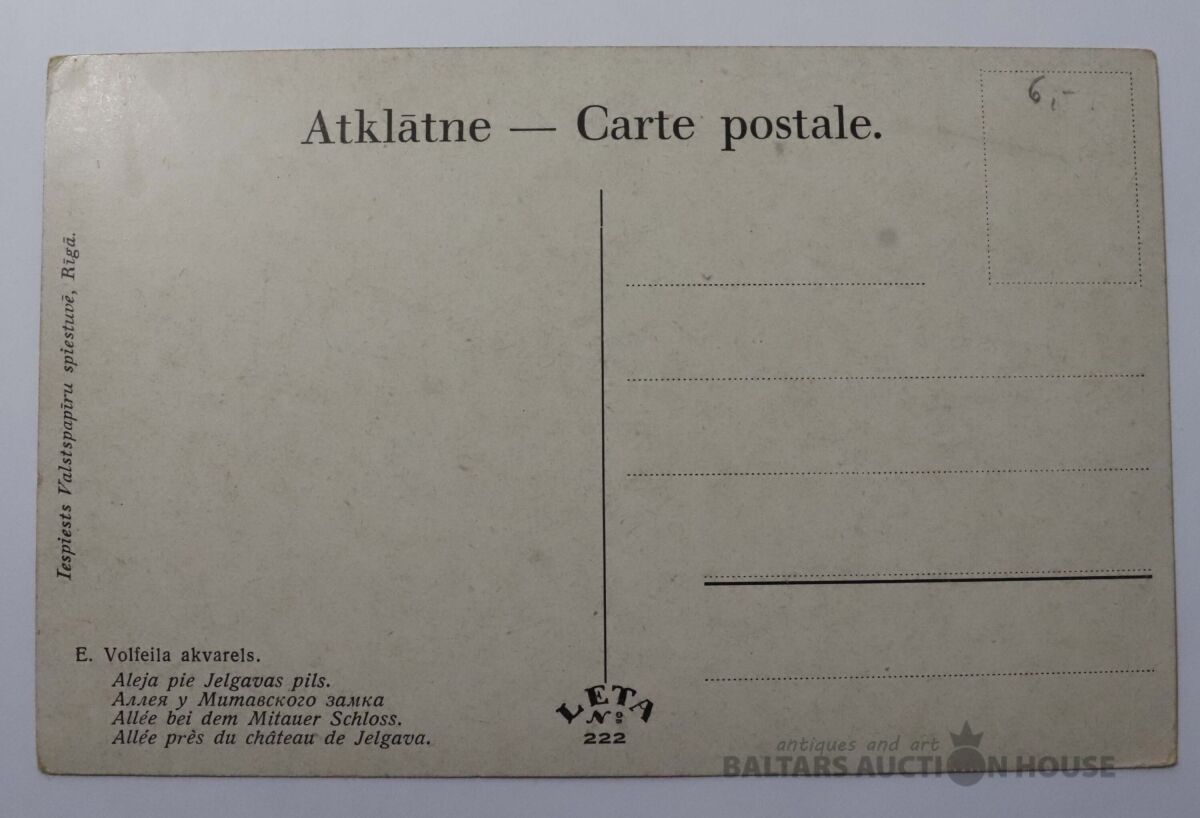 Atklātne — Carte postale.
6,-
Iespiests Valstspapīru spiestuvē, Rīgā.
E. Volfeila akvarels.
Aleja pie Jelgavas pils.
Аллея у Митавского замка
Allée bei dem Mitauer Schloss.
Allée près du château de Jelgava.
LETA
№
222
antiques and art
BALTARS AUCTION HOUSE